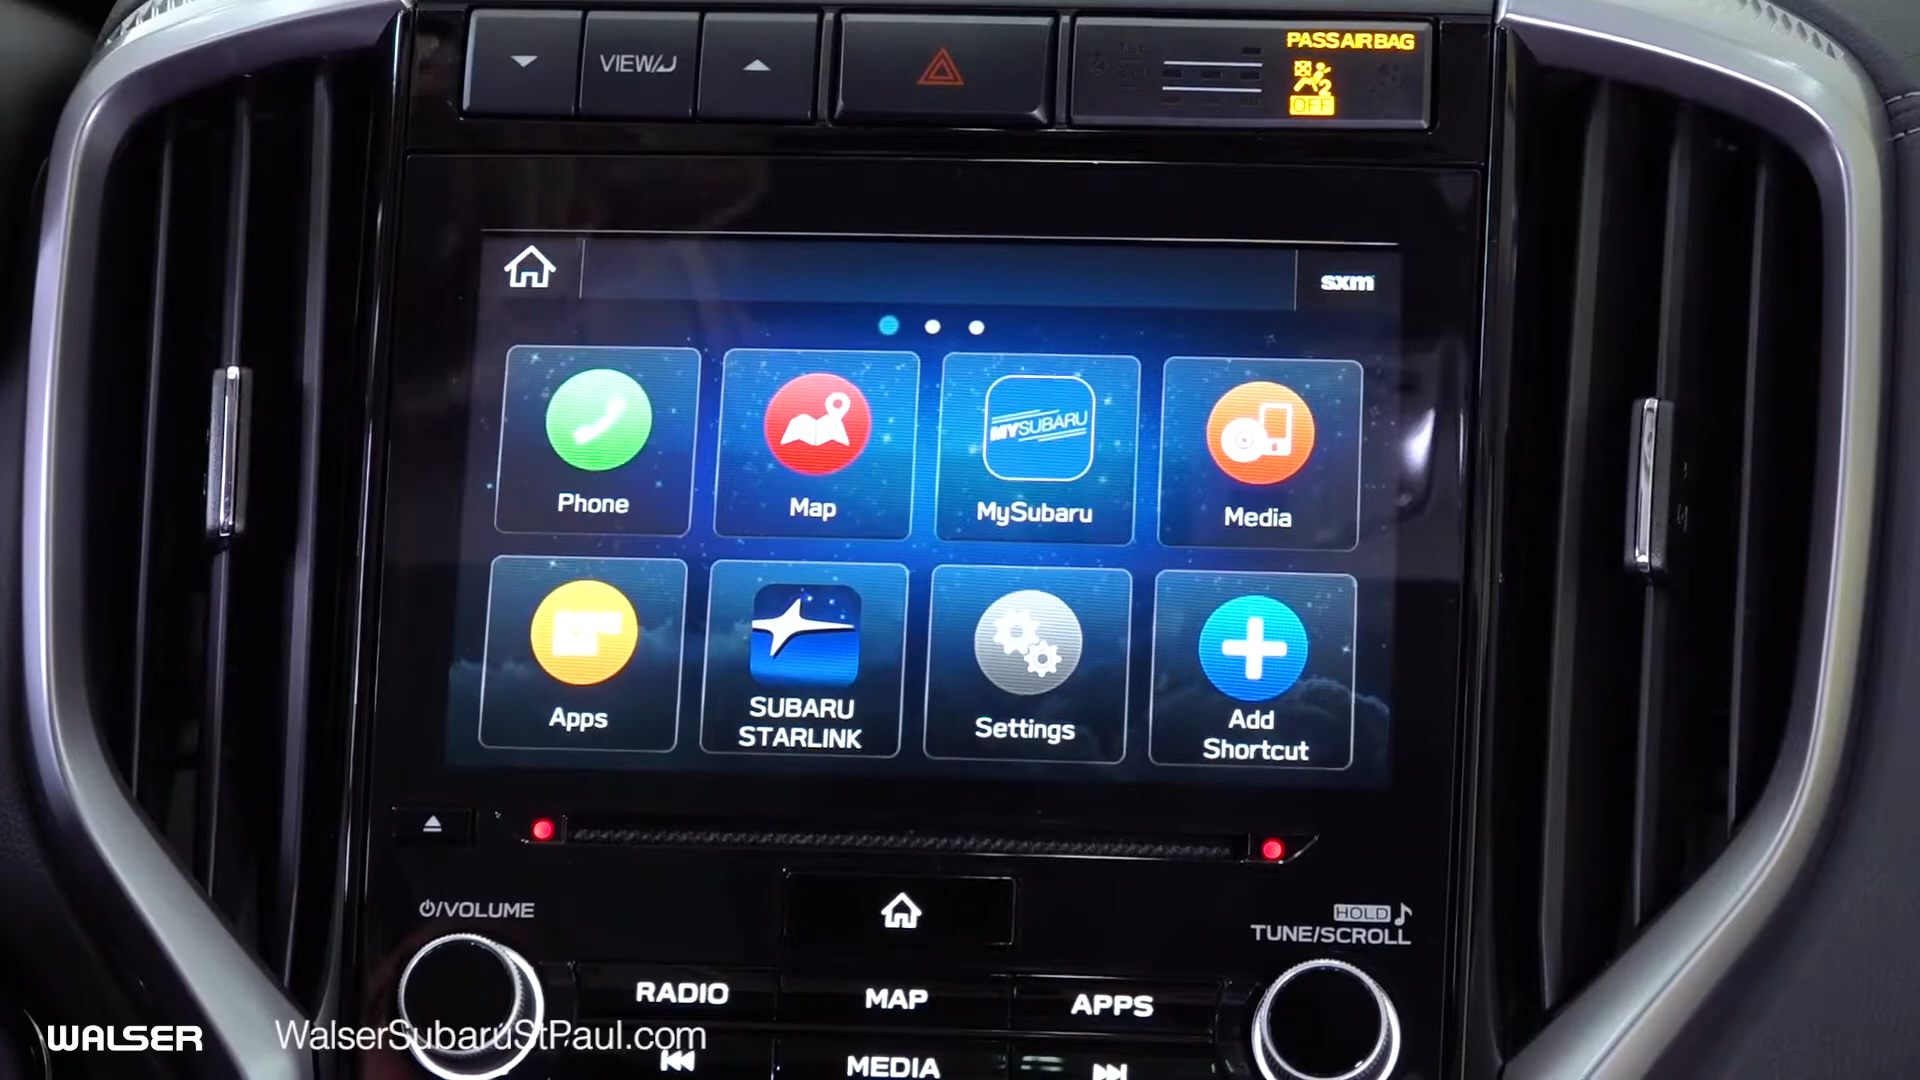 VIEW/
PASS AIR BAG
2
OFF
sxm
Phone
Map
MYSUBARU
MySubaru
Media
Apps
SUBARU
STARLINK
Settings
Add
Shortcut
/VOLUME
HOLD
TUNE/SCROLL
RADIO
MAP
APPS
MEDIA
WALSER
WalserSubaruStPaul.com